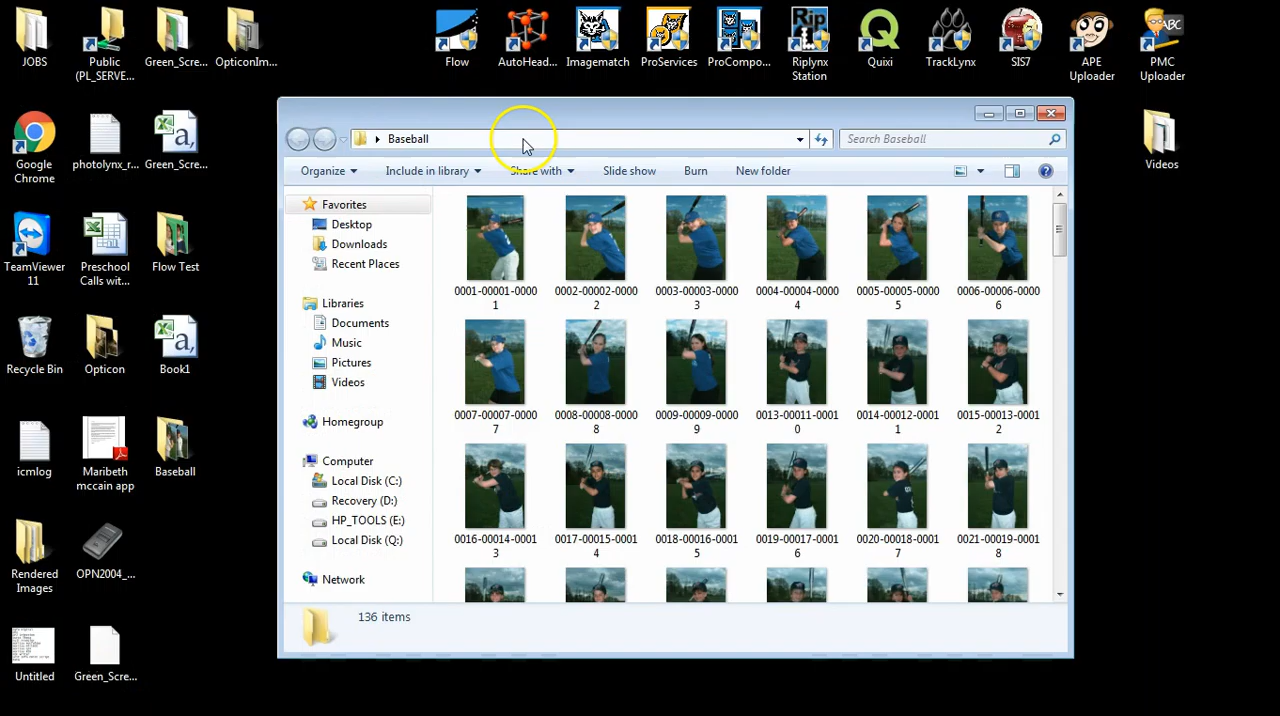 JOBS
Public
(PL_SERVE...
Green_Scre...
OpticonIm...
Flow
AutoHead...
Imagematch
ProServices
ProCompo...
Riplynx
Station
Quixi
TrackLynx
SIS7
APE
Uploader
ABC
PMC
Uploader
Google
Chrome
photolynx_r...
Green_Scre...
Videos
TeamViewer
11
Preschool
Calls wit...
Flow Test
Recycle Bin
Opticon
Book1
icmlog
Maribeth
mccain app
Baseball
Rendered
Images
OPN2004_...
Untitled
Green_Scre...
Baseball
Search Baseball
Organize
Include in library
Share with
Slide show
Burn
New folder
Favorites
Desktop
Downloads
Recent Places
Libraries
Documents
Music
Pictures
Videos
Homegroup
Computer
Local Disk (C:)
Recovery (D:)
HP_TOOLS (E:)
Local Disk (Q:)
Network
0001-00001-0000
1
0002-00002-0000
2
0003-00003-0000
3
0004-00004-0000
4
0005-00005-0000
5
0006-00006-0000
6
0007-00007-0000
7
0008-00008-0000
8
0009-00009-0000
9
0013-00011-0001
0
0014-00012-0001
1
0015-00013-0001
2
0016-00014-0001
3
0017-00015-0001
4
0018-00016-0001
5
0019-00017-0001
6
0020-00018-0001
7
0021-00019-0001
8
136 items